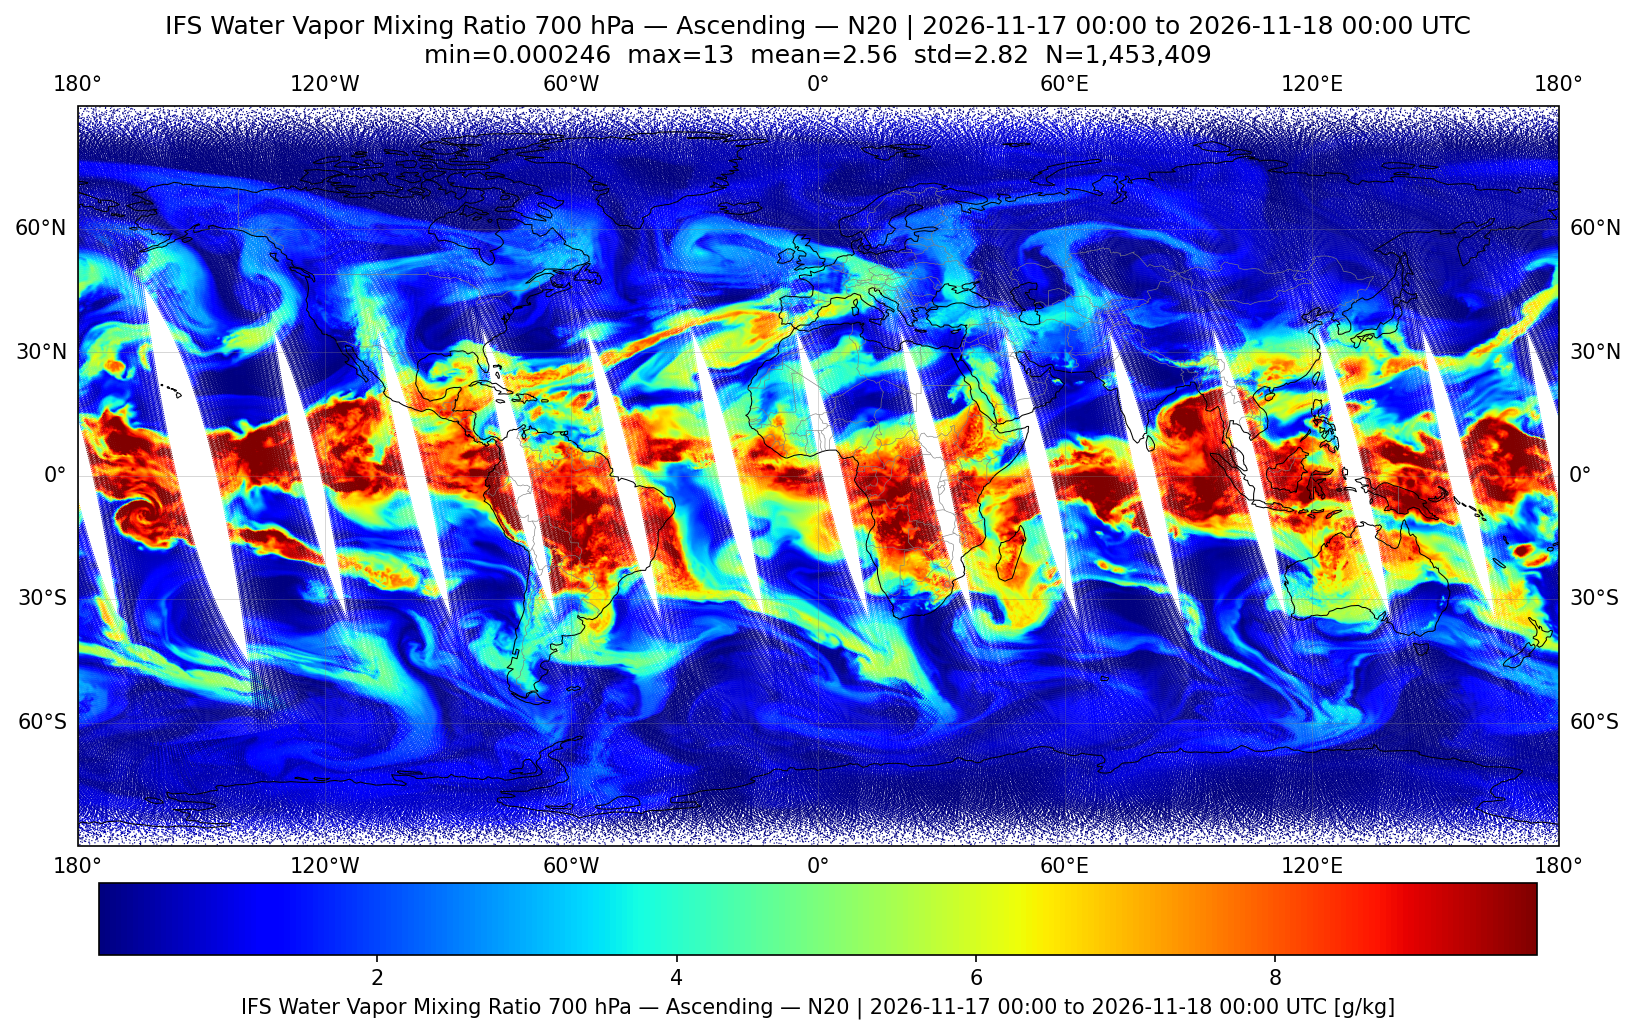 IFS Water Vapor Mixing Ratio 700 hPa — Ascending — N20 | 2026-11-17 00:00 to 2026-11-18 00:00 UTC
min=0.000246 max=13 mean=2.56 std=2.82 N=1,453,409
180° 120°W 60°W 0° 60°E 120°E 180°
60°N 60°N
30°N 30°N
0° 0°
30°S 30°S
60°S 60°S
180° 120°W 60°W 0° 60°E 120°E 180°
2 4 6 8
IFS Water Vapor Mixing Ratio 700 hPa — Ascending — N20 | 2026-11-17 00:00 to 2026-11-18 00:00 UTC [g/kg]